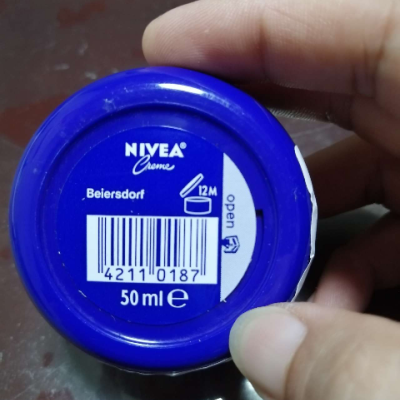 NIVEA®
Creme
Beiersdorf
12M
open
4211 0187
50 ml ℮